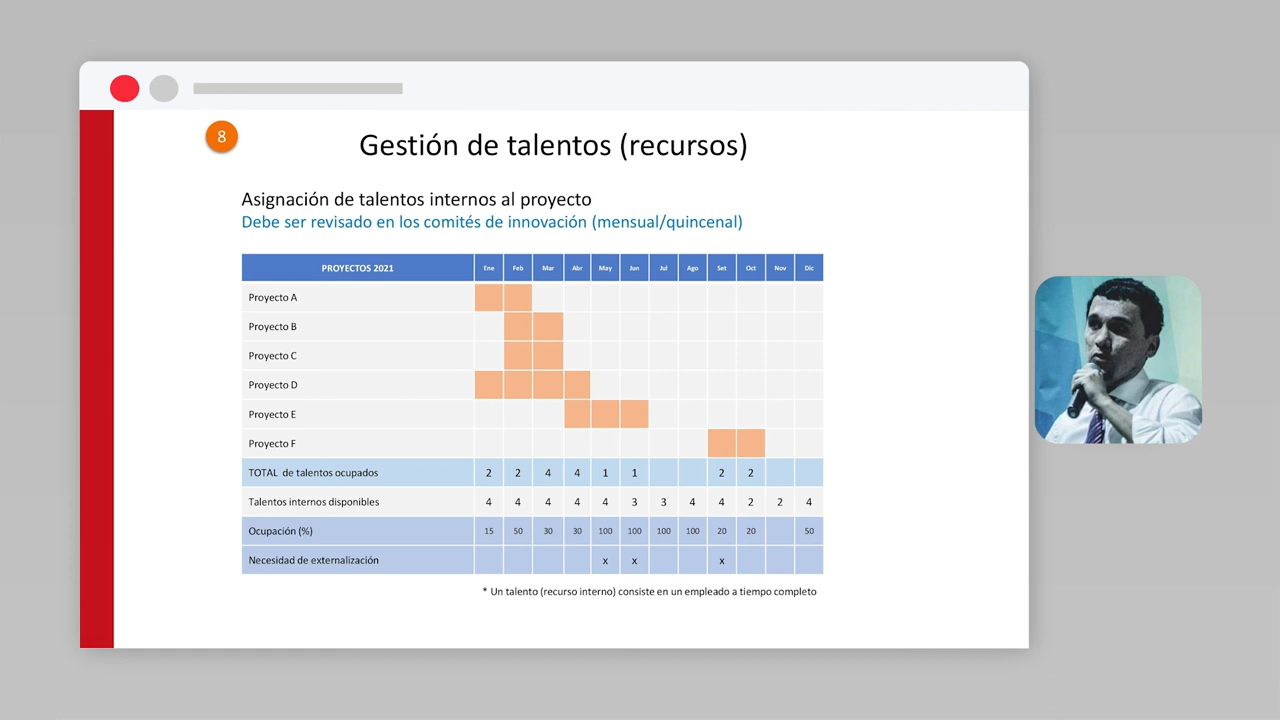 8
Gestión de talentos (recursos)
Asignación de talentos internos al proyecto
Debe ser revisado en los comités de innovación (mensual/quincenal)
PROYECTOS 2021 Ene Feb Mar Abr May Jun Jul Ago Set Oct Nov Dic
Proyecto A
Proyecto B
Proyecto C
Proyecto D
Proyecto E
Proyecto F
TOTAL de talentos ocupados 2 2 4 4 1 1 2 2
Talentos internos disponibles 4 4 4 4 4 3 3 4 4 2 2 4
Ocupación (%) 15 50 30 30 100 100 100 100 20 20 50
Necesidad de externalización x x x
* Un talento (recurso interno) consiste en un empleado a tiempo completo